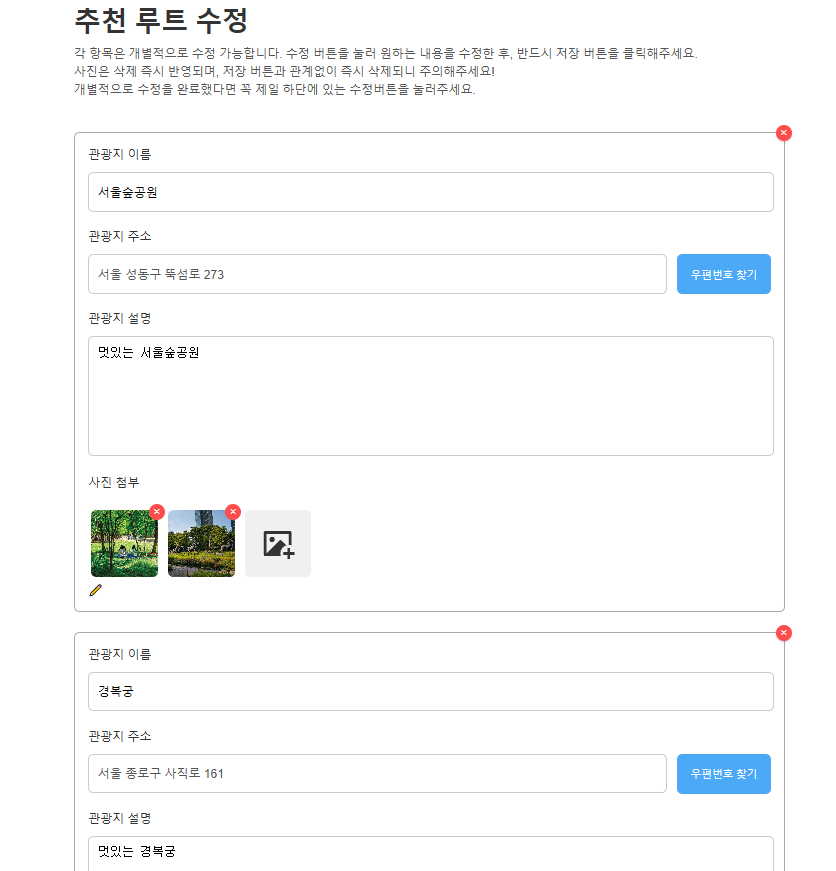 추천 루트 수정
각 항목은 개별적으로 수정 가능합니다. 수정 버튼을 눌러 원하는 내용을 수정한 후, 반드시 저장 버튼을 클릭해주세요.
사진은 삭제 즉시 반영되며, 저장 버튼과 관계없이 즉시 삭제되니 주의해주세요!
개별적으로 수정을 완료했다면 꼭 제일 하단에 있는 수정버튼을 눌러주세요.
관광지 이름
서울숲공원
관광지 주소
서울 성동구 뚝섬로 273
우편번호 찾기
관광지 설명
멋있는 서울숲공원
사진 첨부
관광지 이름
경복궁
관광지 주소
서울 종로구 사직로 161
우편번호 찾기
관광지 설명
멋있는 경복궁